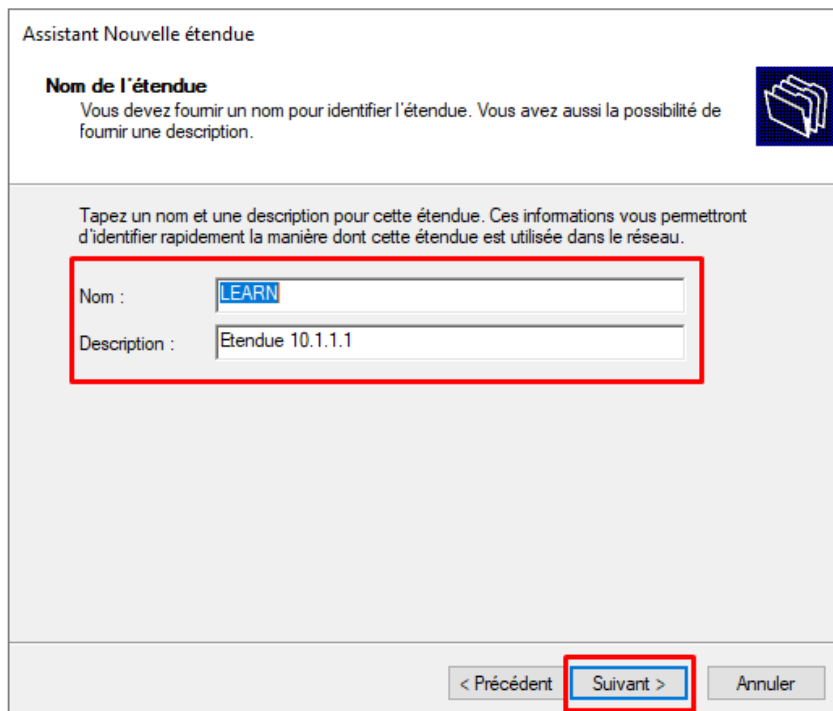 Assistant Nouvelle étendue
Nom de l'étendue
Vous devez fournir un nom pour identifier l'étendue. Vous avez aussi la possibilité de
fournir une description.
Tapez un nom et une description pour cette étendue. Ces informations vous permettront
d'identifier rapidement la manière dont cette étendue est utilisée dans le réseau.
Nom : LEARN
Description : Etendue 10.1.1.1
< Précédent Suivant > Annuler